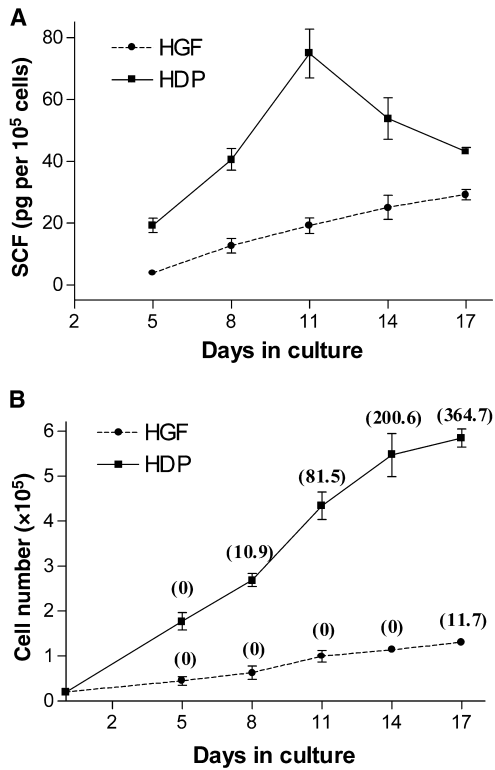 A
HGF
HDP
SCF (pg per 10⁵ cells)
80
60
40
20
0
2 5 8 11 14 17
Days in culture
B
HGF
HDP
Cell number (×10⁵)
6
5
4
3
2
1
0
(0) (10.9) (81.5) (200.6) (364.7)
(0) (0) (0) (0) (11.7)
2 5 8 11 14 17
Days in culture